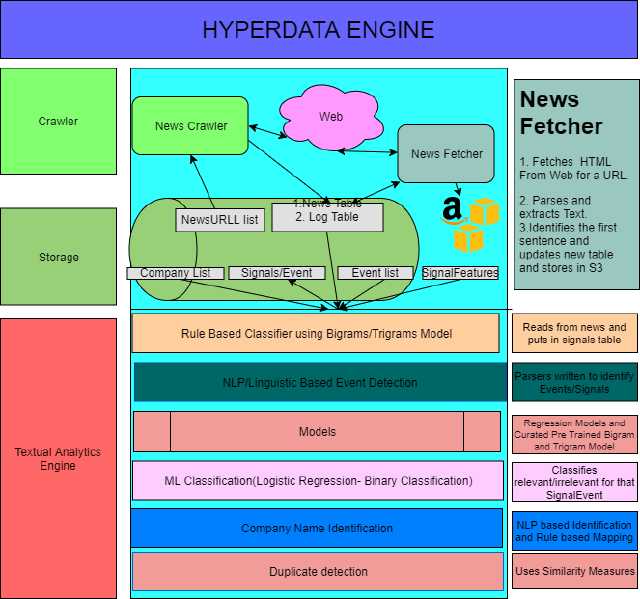 HYPERDATA ENGINE
Crawler
News Crawler
Web
News Fetcher
News
Fetcher
1. Fetches HTML
From Web for a URL.
2. Parses and
extracts Text.
3.Identifies the first
sentence and
updates new table
and stores in S3
a
Storage
NewsURLL list
1.News Table
2. Log Table
Company List
Signals/Event
Event list
SignalFeatures
Textual Analytics
Engine
Rule Based Classifier using Bigrams/Trigrams Model
Reads from news and
puts in signals table
NLP/Linguistic Based Event Detection
Parsers written to identify
Events/Signals
Models
Regression Models and
Curated Pre Trained Bigram
and Trigram Model
ML Classification(Logistic Regression- Binary Classification)
Classifies
relevant/irrelevant for that
SignalEvent
Company Name Identification
NLP based Identification
and Rule based Mapping
Duplicate detection
Uses Similarity Measures